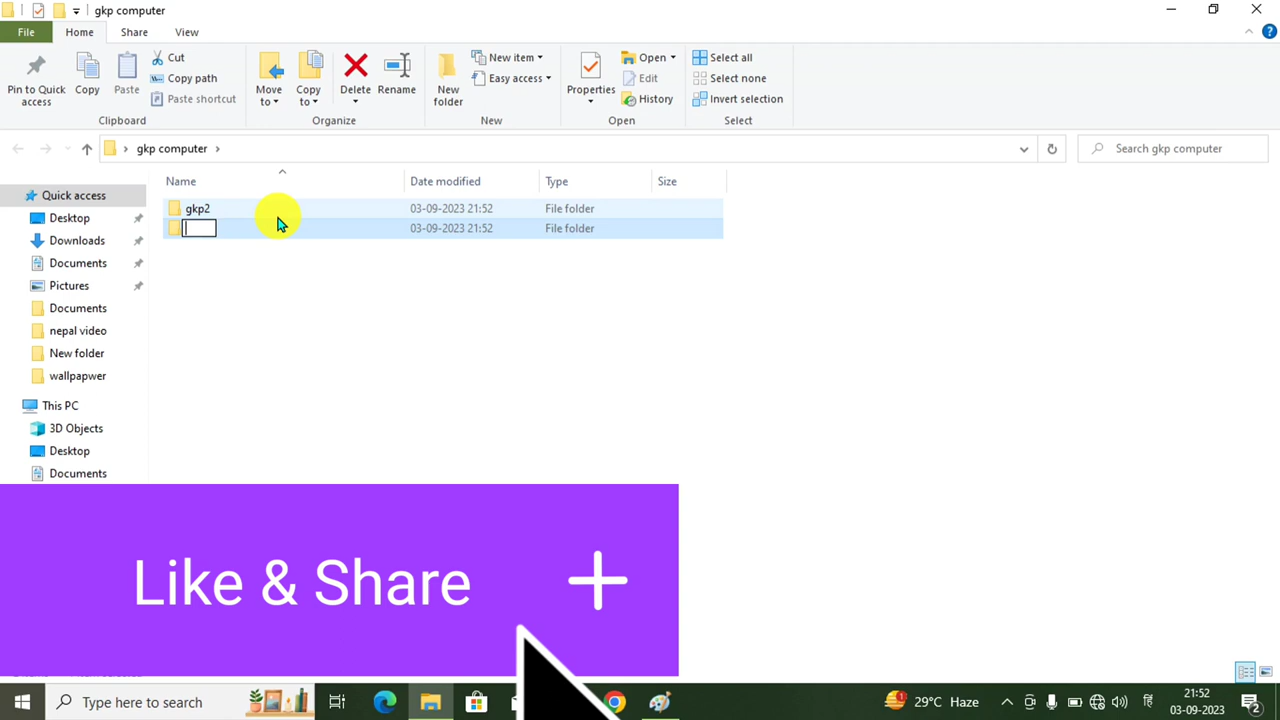 gkp computer
File Home Share View
Pin to Quick access
Copy
Paste
Cut
Copy path
Paste shortcut
Clipboard
Move to
Copy to
Delete
Rename
Organize
New folder
New item
Easy access
New
Properties
Open
Edit
History
Open
Select all
Select none
Invert selection
Select
gkp computer
Search gkp computer
Name Date modified Type Size
gkp2 03-09-2023 21:52 File folder
03-09-2023 21:52 File folder
Quick access
Desktop
Downloads
Documents
Pictures
Documents
nepal video
New folder
wallpapwer
This PC
3D Objects
Desktop
Documents
Like & Share
Type here to search
29°C Haze
21:52
03-09-2023